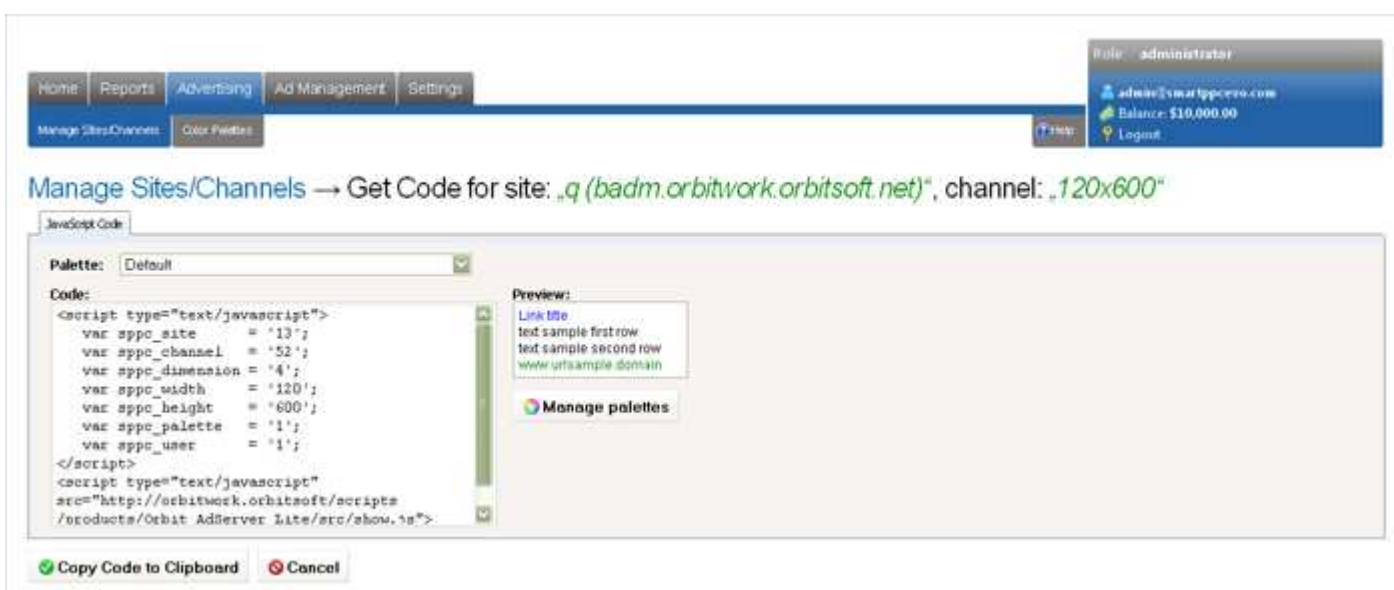 Role: administrator
Home Reports Advertising Ad Management Settings
admin@smartppcevo.com
Balance: $10,000.00
Manage Sites/Channels Color Palettes Help Logout
Manage Sites/Channels → Get Code for site: „q (badm.orbitwork.orbitsoft.net)“, channel: „120x600“
JavaScript Code
Palette: Default
Code: Preview:
<script type="text/javascript">
var sppc_site = '13';
var sppc_channel = '52';
var sppc_dimension = '4';
var sppc_width = '120';
var sppc_height = '600';
var sppc_palette = '1';
var sppc_user = '1';
</script>
<script type="text/javascript"
src="http://orbitwork.orbitsoft/scripts
/products/Orbit AdServer Lite/src/show.js">
Link title
text sample first row
text sample second row
www.urlsample.domain
Manage palettes
Copy Code to Clipboard Cancel